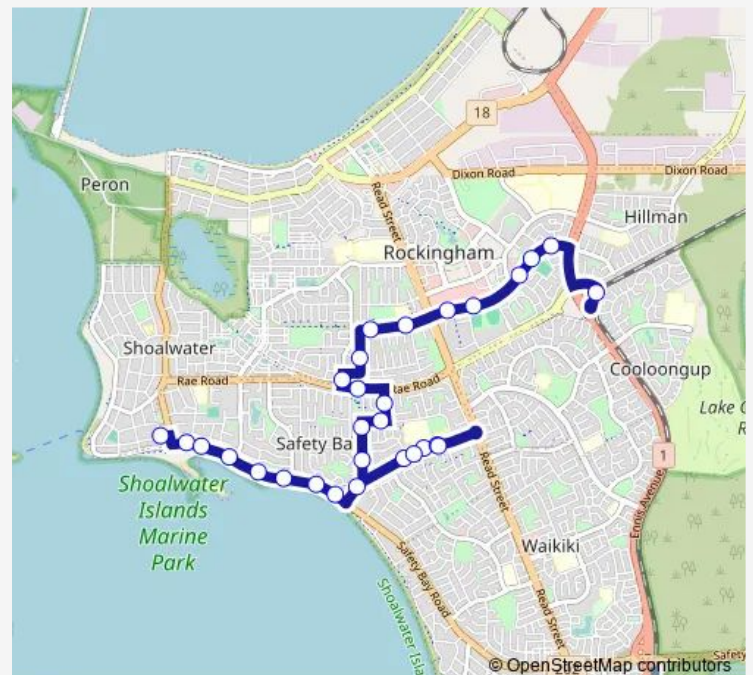 18
Dixon Road
Dixon Road
Peron
Read Street
Hillman
Rockingham
Shoalwater
Cooloongup
Rae Road
Rae Road
Lake
Safety Ba
1
Shoalwater
Islands
Marine
Park
Read Street
Ennis Avenue
Waikiki
Safety Bay Road
Shoalwater Isla
Read Street
Safety
© OpenStreetMap contributors